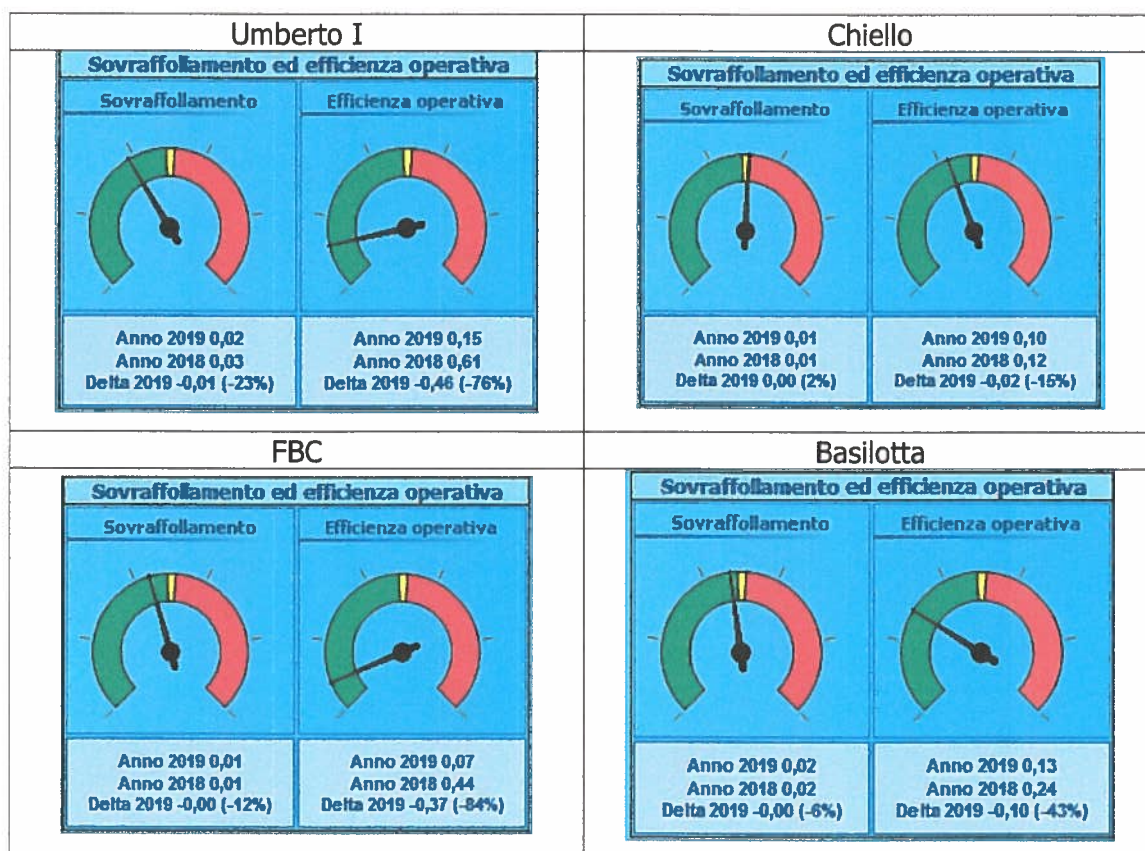 Umberto I
Sovraffollamento ed efficienza operativa
Sovraffollamento
Efficienza operativa
Anno 2019 0,02
Anno 2018 0,03
Delta 2019 -0,01 (-23%)
Anno 2019 0,15
Anno 2018 0,61
Delta 2019 -0,46 (-76%)
Chiello
Sovraffollamento ed efficienza operativa
Sovraffollamento
Efficienza operativa
Anno 2019 0,01
Anno 2018 0,01
Delta 2019 0,00 (2%)
Anno 2019 0,10
Anno 2018 0,12
Delta 2019 -0,02 (-15%)
FBC
Sovraffollamento ed efficienza operativa
Sovraffollamento
Efficienza operativa
Anno 2019 0,01
Anno 2018 0,01
Delta 2019 -0,00 (-12%)
Anno 2019 0,07
Anno 2018 0,44
Delta 2019 -0,37 (-84%)
Basilotta
Sovraffollamento ed efficienza operativa
Sovraffollamento
Efficienza operativa
Anno 2019 0,02
Anno 2018 0,02
Delta 2019 -0,00 (-6%)
Anno 2019 0,13
Anno 2018 0,24
Delta 2019 -0,10 (-43%)